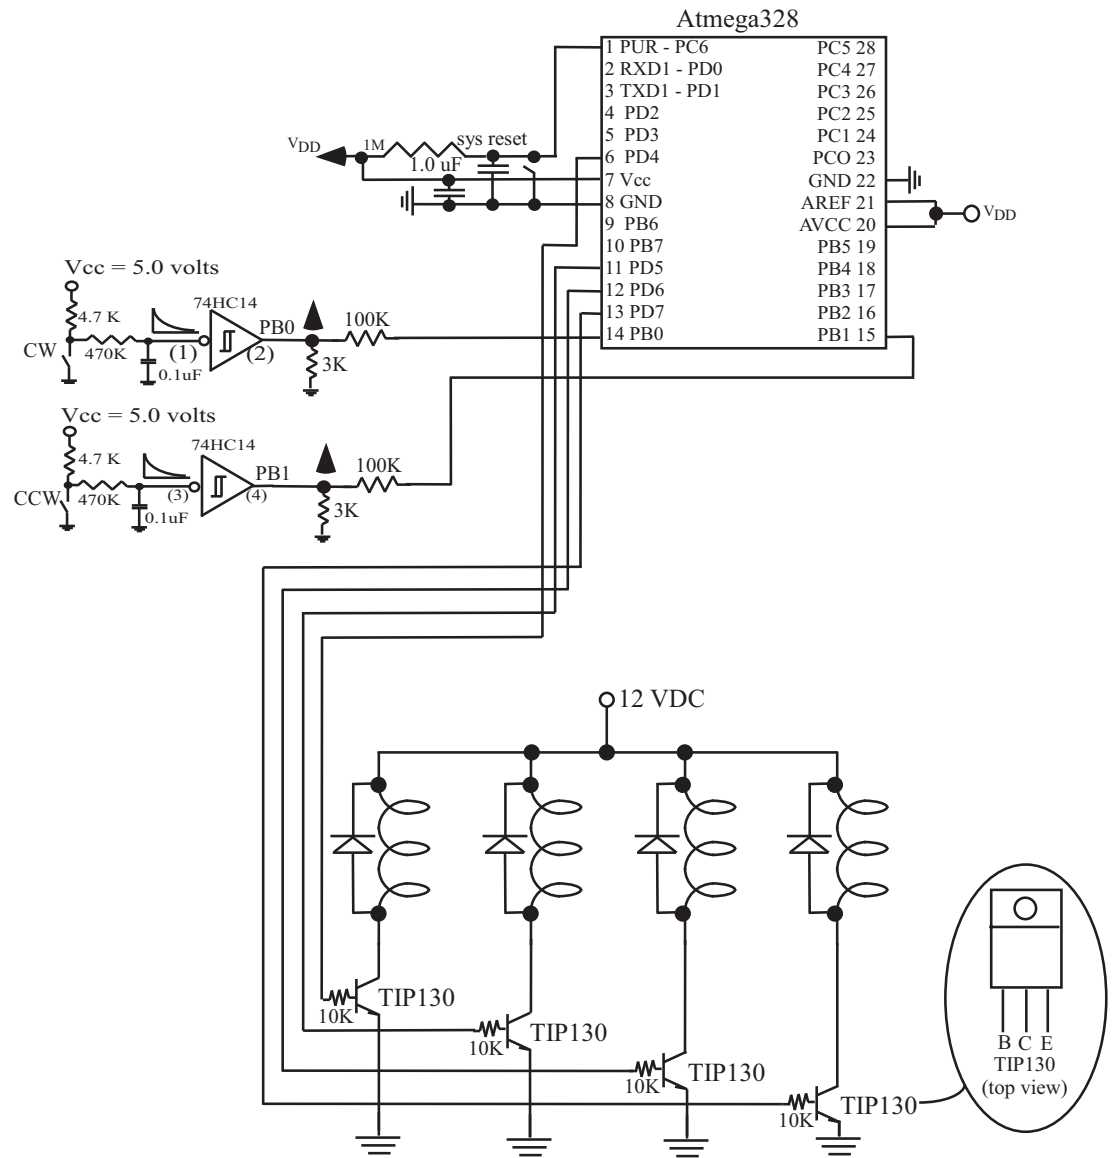 Atmega328
1 PUR - PC6
2 RXD1 - PD0
3 TXD1 - PD1
4 PD2
5 PD3
6 PD4
7 Vcc
8 GND
9 PB6
10 PB7
11 PD5
12 PD6
13 PD7
14 PB0
PC5 28
PC4 27
PC3 26
PC2 25
PC1 24
PCO 23
GND 22
AREF 21
AVCC 20
PB5 19
PB4 18
PB3 17
PB2 16
PB1 15
VDD
1M
sys reset
1.0 uF
VDD
Vcc = 5.0 volts
4.7 K
74HC14
PB0
100K
CW
470K
(1)
(2)
0.1uF
3K
Vcc = 5.0 volts
4.7 K
74HC14
PB1
100K
CCW
470K
(3)
(4)
0.1uF
3K
12 VDC
TIP130
10K
TIP130
10K
TIP130
10K
TIP130
10K
B C E
TIP130
(top view)